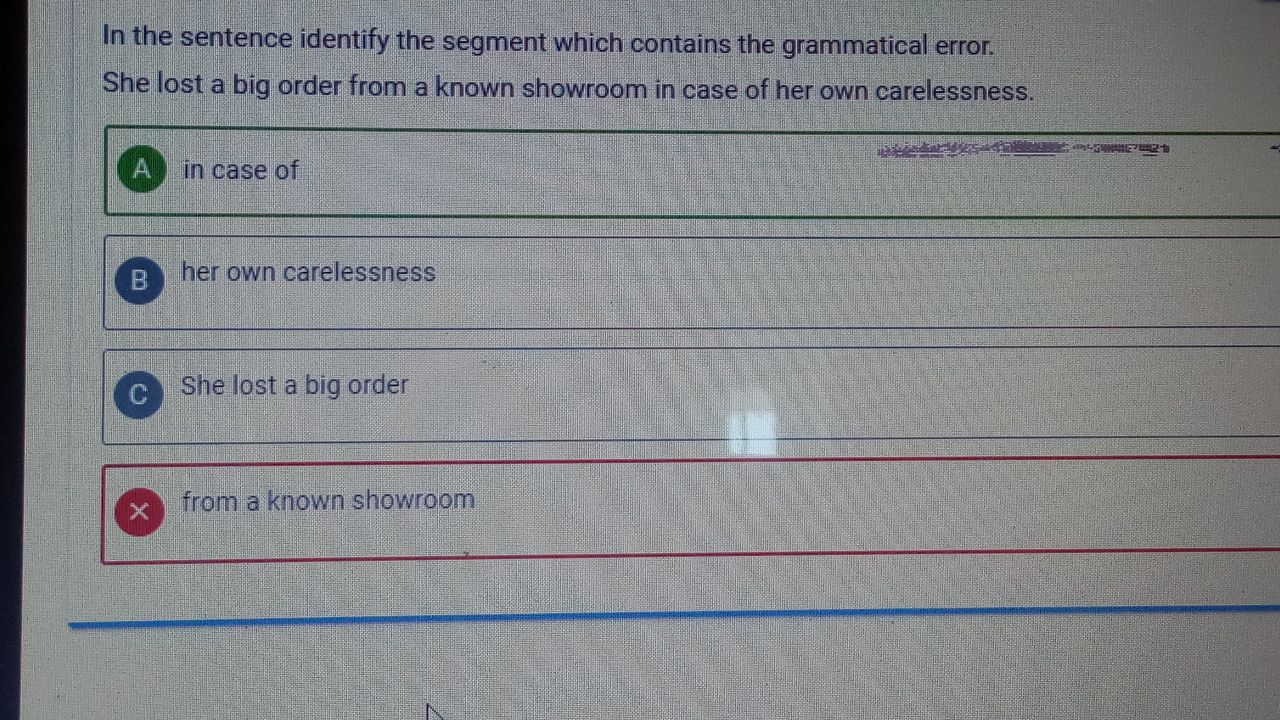 In the sentence identify the segment which contains the grammatical error.
She lost a big order from a known showroom in case of her own carelessness.
A in case of
B her own carelessness
C She lost a big order
× from a known showroom